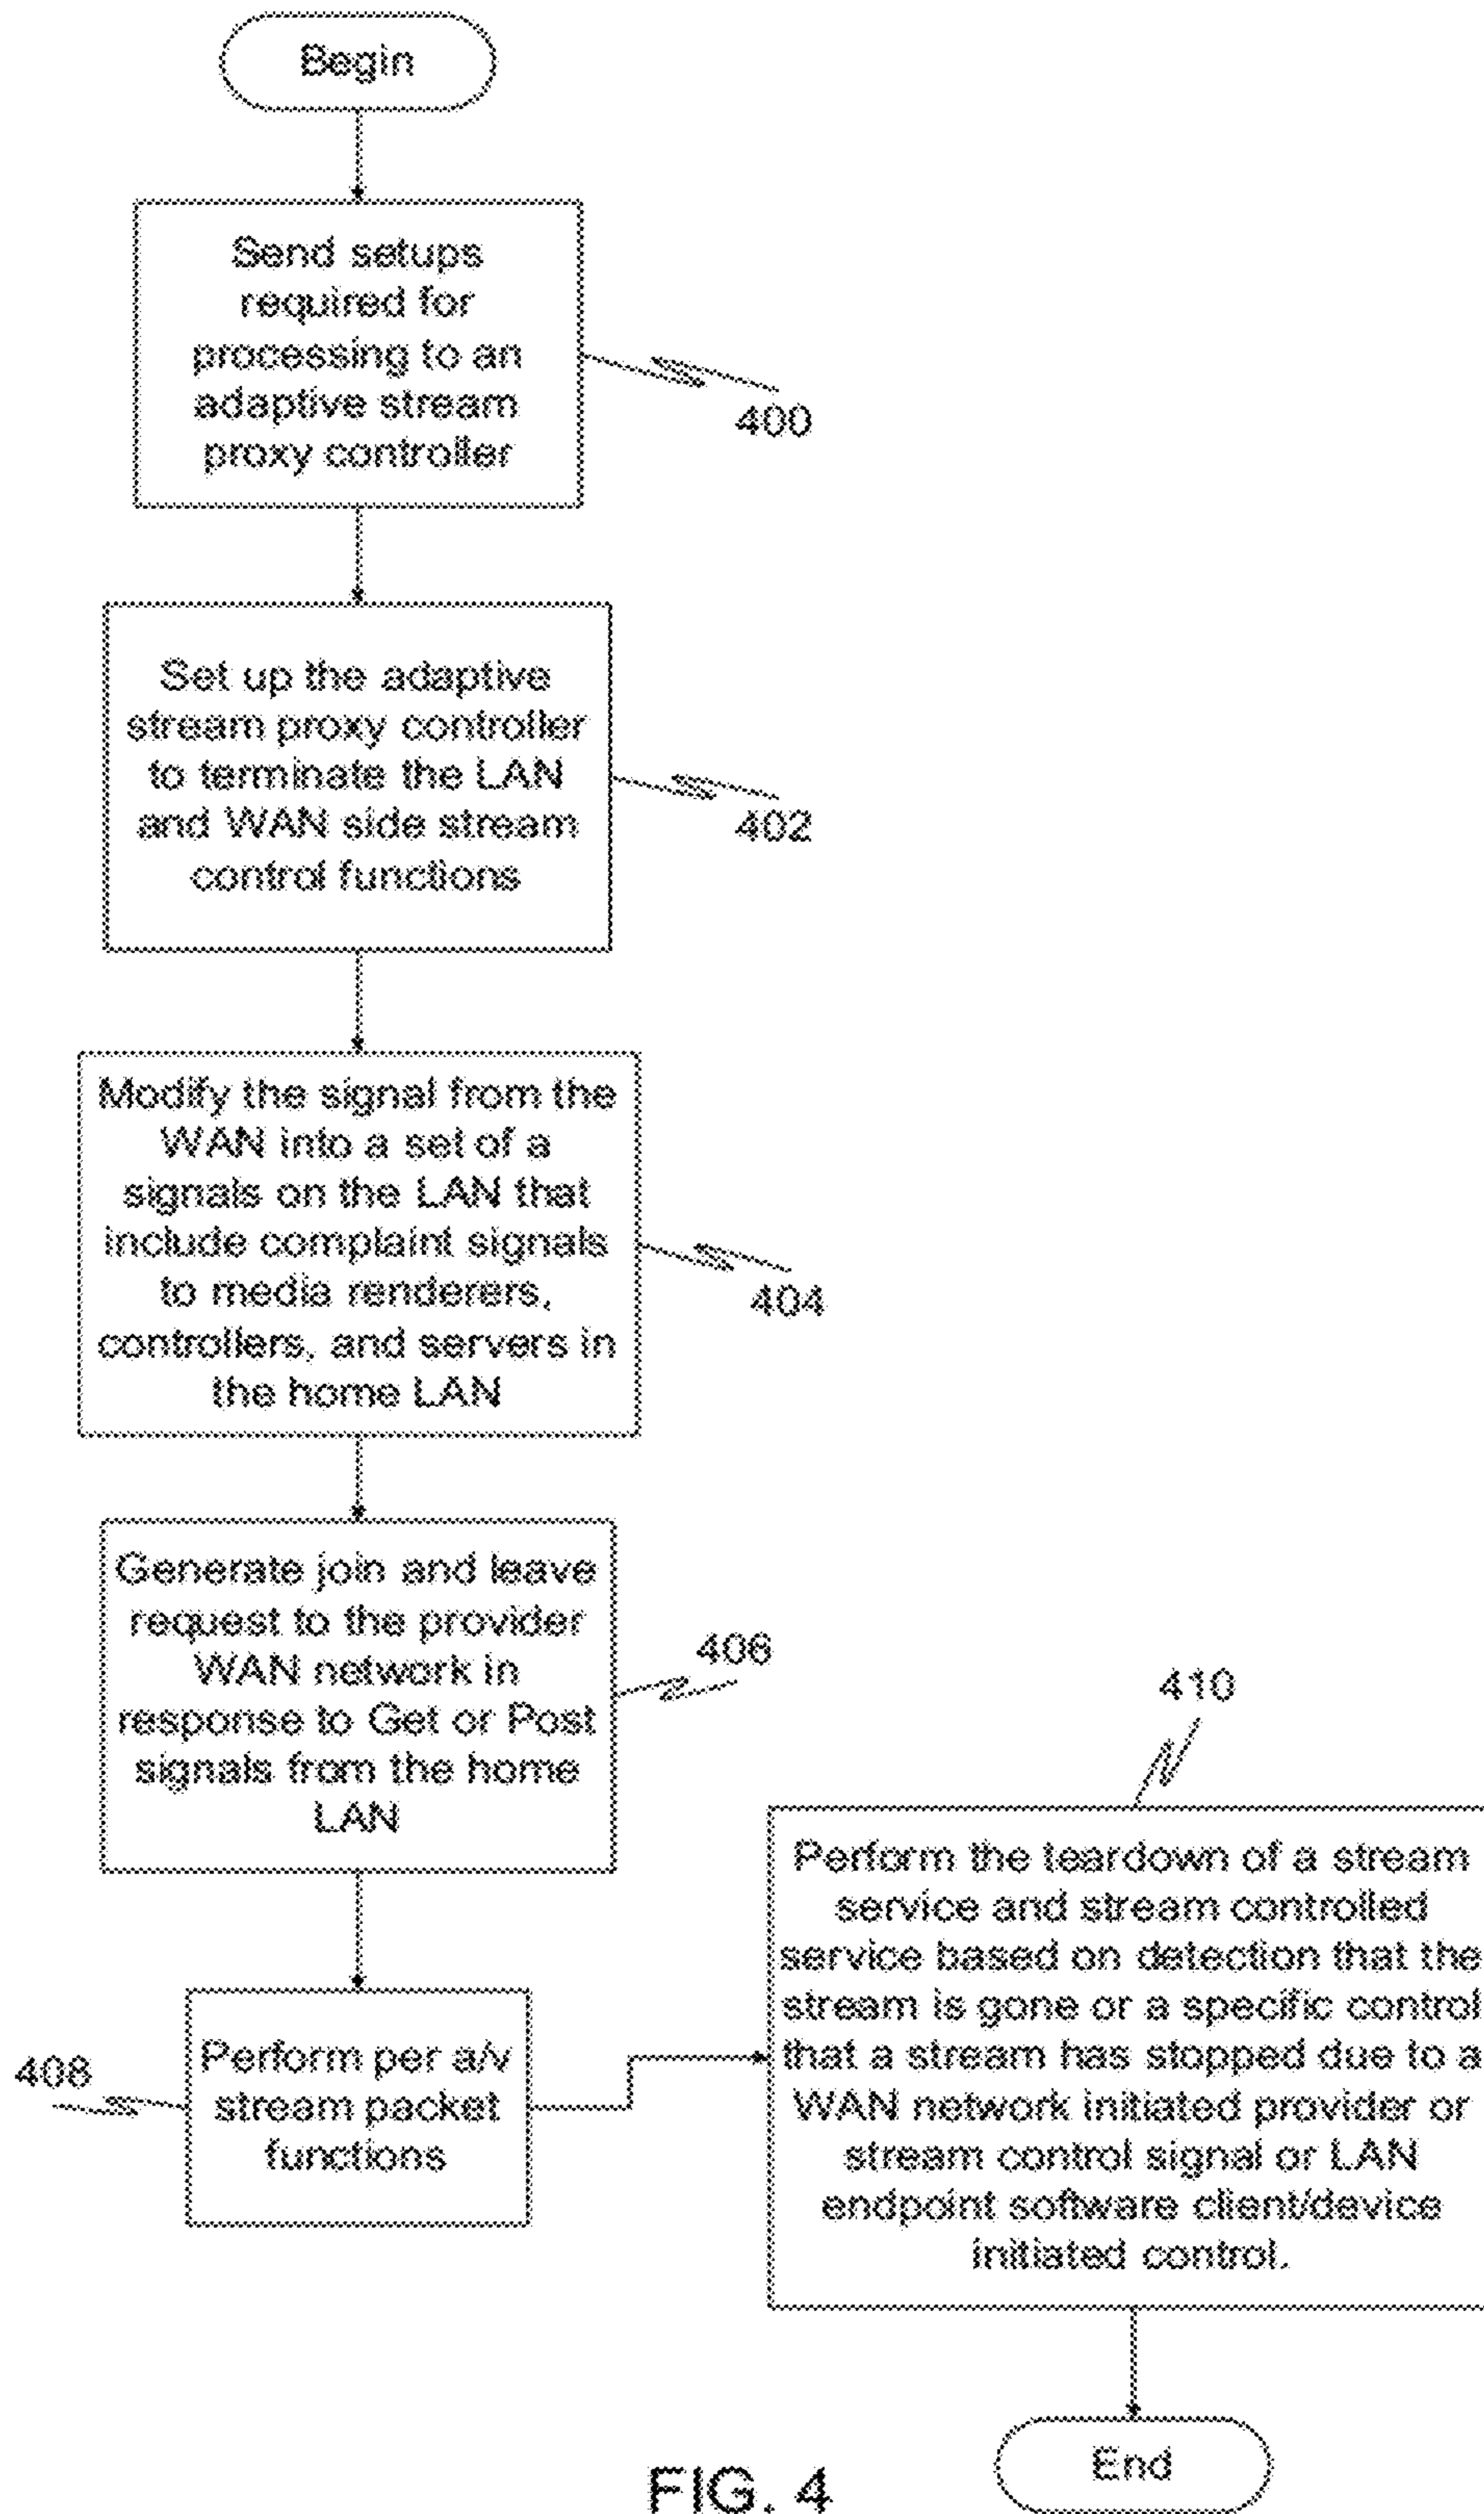 Begin
Send setups
required for
processing to an
adaptive stream
proxy controller
400
Set up the adaptive
stream proxy controller
to terminate the LAN
and WAN side stream
control functions
402
Modify the signal from the
WAN into a set of a
signals on the LAN that
include complaint signals
to media renderers,
controllers, and servers in
the home LAN
404
Generate join and leave
request to the provider
WAN network in
response to Get or Post
signals from the home
LAN
406
Perform per a/v
stream packet
functions
408
410
Perform the teardown of a stream
service and stream controlled
service based on detection that the
stream is gone or a specific control
that a stream has stopped due to a
WAN network initiated provider or
stream control signal or LAN
endpoint software client/device
initiated control.
End
FIG. 4